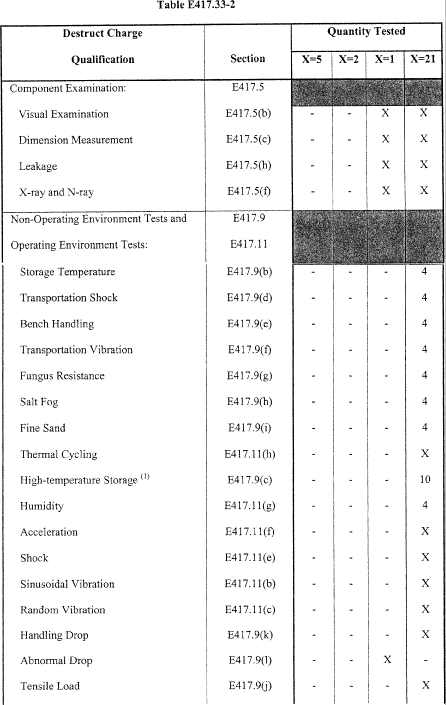 Table E417.33-2
Destruct Charge Quantity Tested
Qualification Section X=5 X=2 X=1 X=21
Component Examination: E417.5
Visual Examination E417.5(b) - - X X
Dimension Measurement E417.5(c) - - X X
Leakage E417.5(h) - - X X
X-ray and N-ray E417.5(f) - - X X
Non-Operating Environment Tests and E417.9
Operating Environment Tests: E417.11
Storage Temperature E417.9(b) - - - 4
Transportation Shock E417.9(d) - - - 4
Bench Handling E417.9(e) - - - 4
Transportation Vibration E417.9(f) - - - 4
Fungus Resistance E417.9(g) - - - 4
Salt Fog E417.9(h) - - - 4
Fine Sand E417.9(i) - - - 4
Thermal Cycling E417.11(h) - - - X
High-temperature Storage (1) E417.9(c) - - - 10
Humidity E417.11(g) - - - 4
Acceleration E417.11(f) - - - X
Shock E417.11(e) - - - X
Sinusoidal Vibration E417.11(b) - - - X
Random Vibration E417.11(c) - - - X
Handling Drop E417.9(k) - - - X
Abnormal Drop E417.9(l) - - X -
Tensile Load E417.9(j) - - - X